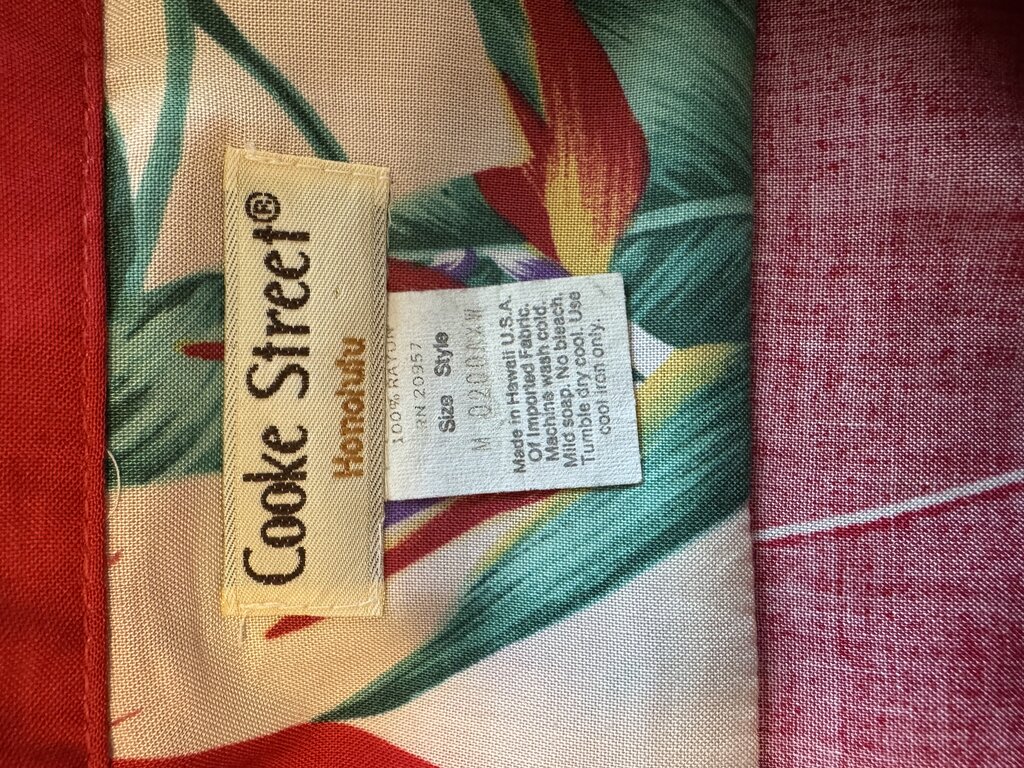 Cooke Street®
Honolulu
100% RAYON
RN 20957
Size Style
M
Made in Hawaii U.S.A.
Of Imported Fabric.
Machine wash cold.
Mild soap. No bleach.
Tumble dry cool. Use
cool iron only.